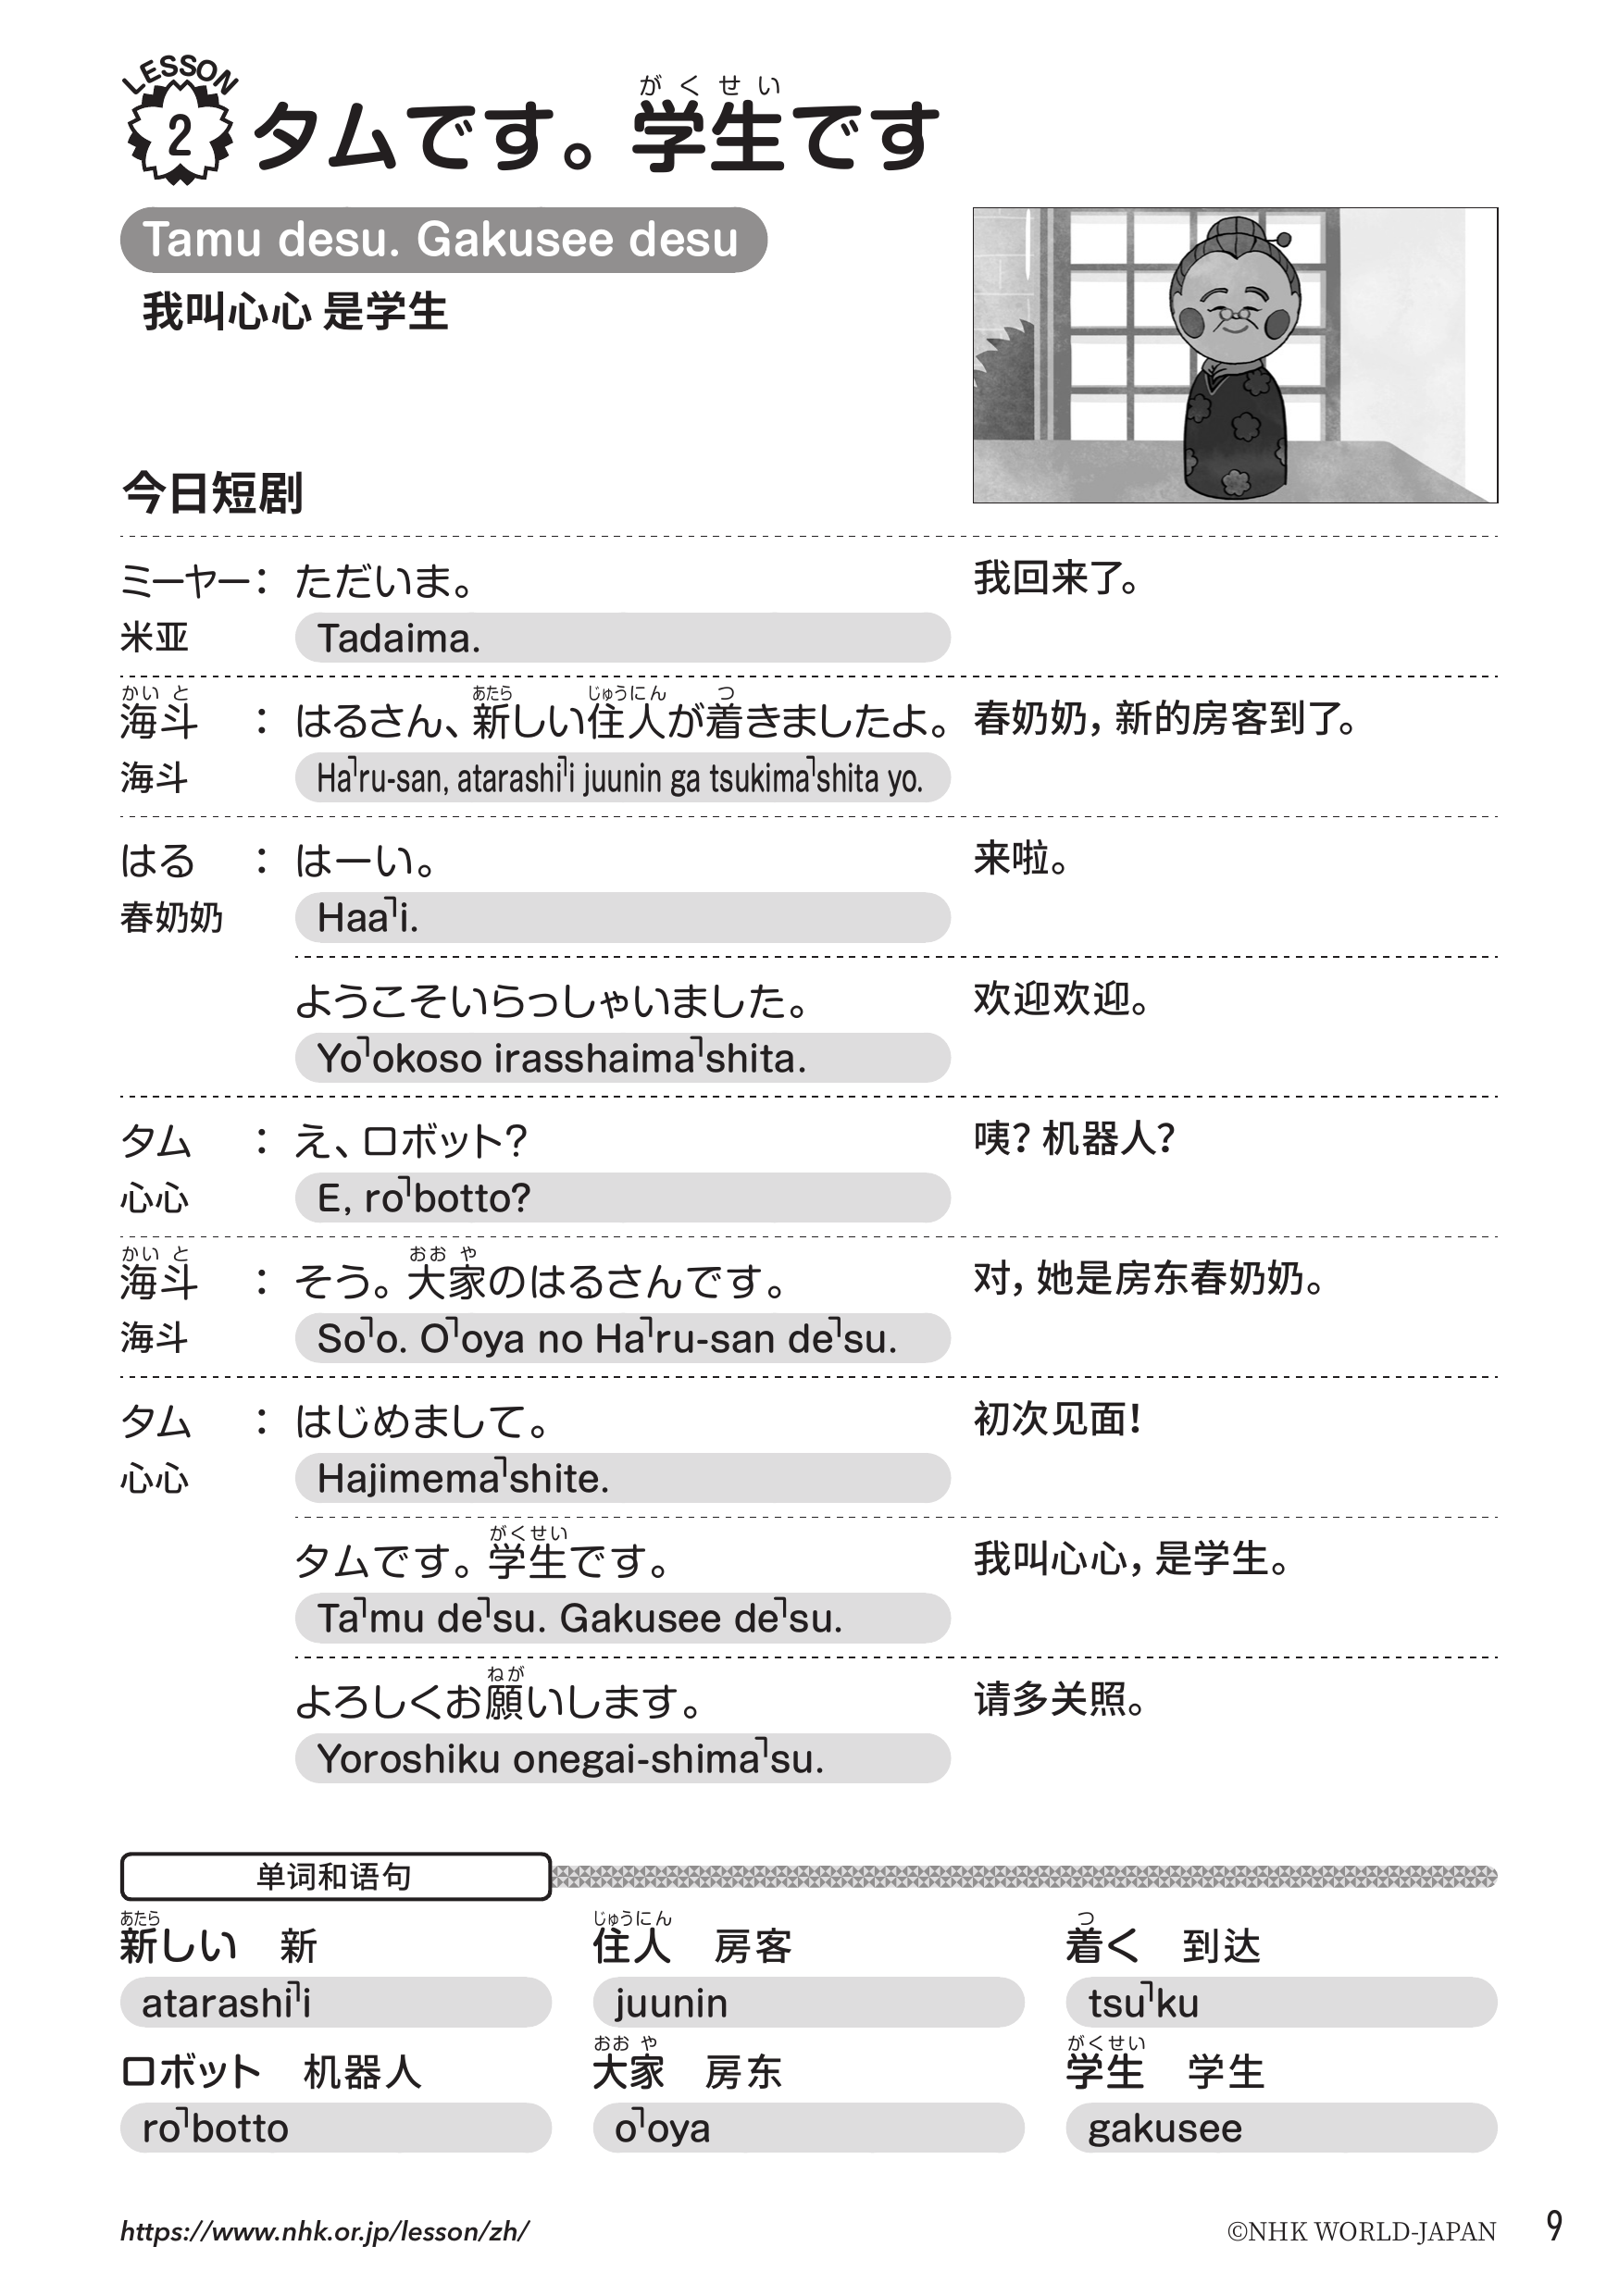 LESSON
2
がくせい
タムです。学生です
Tamu desu. Gakusee desu
我叫心心 是学生
今日短剧
ミーヤー： ただいま。 我回来了。
米亚 Tadaima.
かい と あたら じゅうにん つ
海斗 ： はるさん、新しい住人が着きましたよ。 春奶奶，新的房客到了。
海斗 Ha˺ru-san, atarashi˺i juunin ga tsukima˺shita yo.
はる ： はーい。 来啦。
春奶奶 Haa˺i.
ようこそいらっしゃいました。 欢迎欢迎。
Yo˺okoso irasshaima˺shita.
タム ： え、ロボット？ 咦？机器人？
心心 E, ro˺botto?
かい と おお や
海斗 ： そう。大家のはるさんです。 对，她是房东春奶奶。
海斗 So˺o. O˺oya no Ha˺ru-san de˺su.
タム ： はじめまして。 初次见面！
心心 Hajimema˺shite.
がくせい
タムです。学生です。 我叫心心，是学生。
Ta˺mu de˺su. Gakusee de˺su.
ねが
よろしくお願いします。 请多关照。
Yoroshiku onegai-shima˺su.
单词和语句
あたら じゅうにん つ
新しい 新 住人 房客 着く 到达
atarashi˺i juunin tsu˺ku
おお や がくせい
ロボット 机器人 大家 房东 学生 学生
ro˺botto o˺oya gakusee
https://www.nhk.or.jp/lesson/zh/ ©NHK WORLD-JAPAN 9